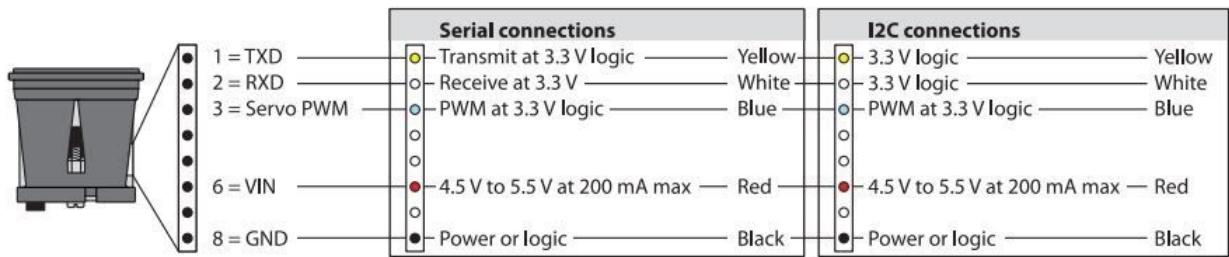 Serial connections I2C connections
1 = TXD Transmit at 3.3 V logic Yellow 3.3 V logic Yellow
2 = RXD Receive at 3.3 V White 3.3 V logic White
3 = Servo PWM PWM at 3.3 V logic Blue PWM at 3.3 V logic Blue
6 = VIN 4.5 V to 5.5 V at 200 mA max Red 4.5 V to 5.5 V at 200 mA max Red
8 = GND Power or logic Black Power or logic Black